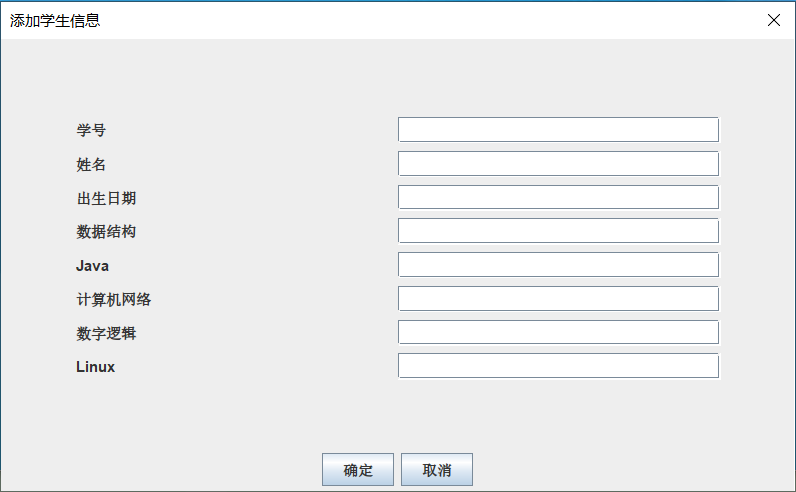 添加学生信息
学号
姓名
出生日期
数据结构
Java
计算机网络
数字逻辑
Linux
确定 取消